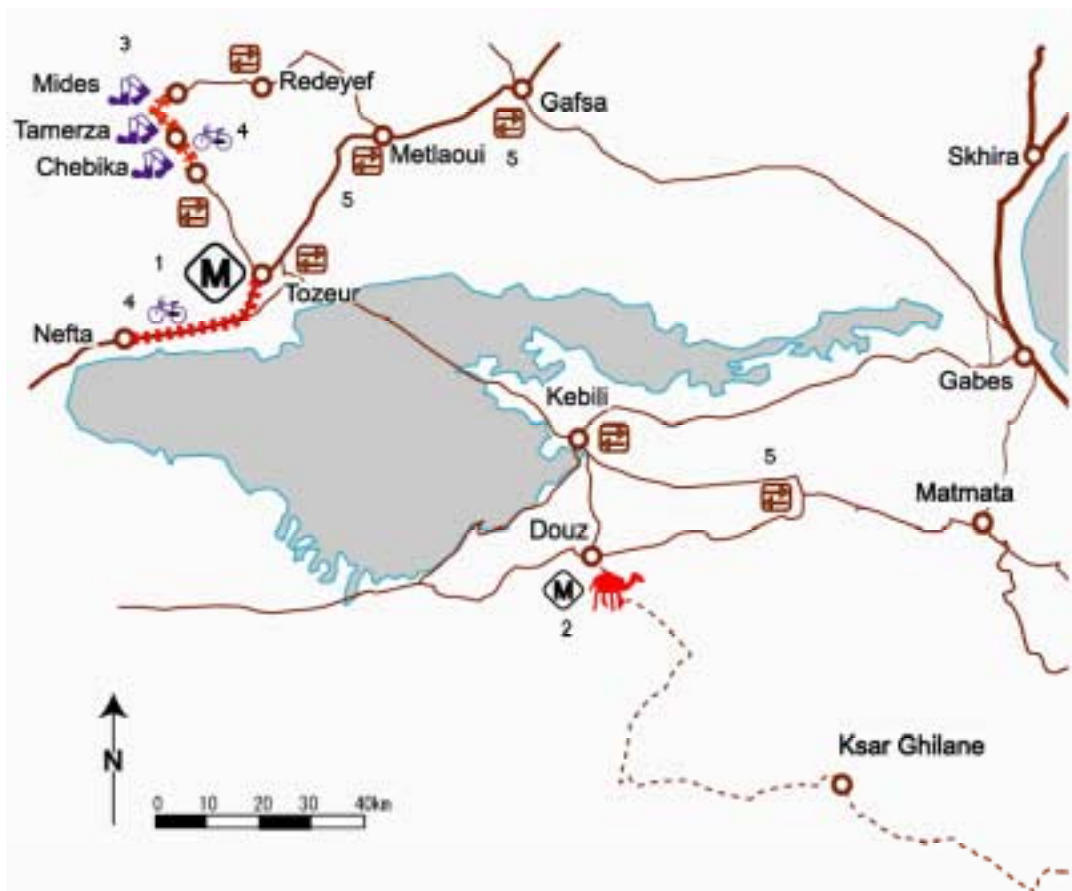 3
Mides
Redeyef
Gafsa
Tamerza
4
Metlaoui
Skhira
Chebika
5
5
1
M
Tozeur
4
Nefta
Gabes
Kebili
5
Matmata
Douz
M
2
Ksar Ghilane
N
0 10 20 30 40km